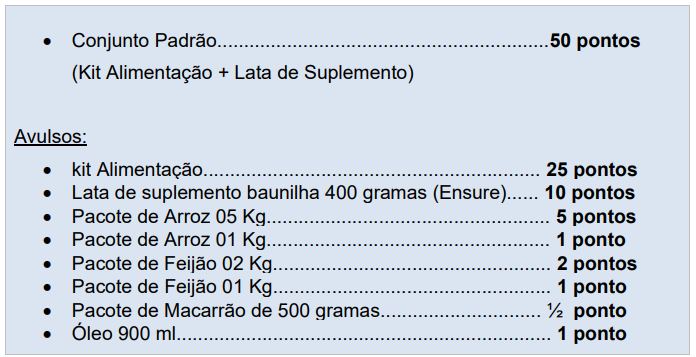 • Conjunto Padrão...............................................................50 pontos
(Kit Alimentação + Lata de Suplemento)
Avulsos:
• kit Alimentação................................................................ 25 pontos
• Lata de suplemento baunilha 400 gramas (Ensure)...... 10 pontos
• Pacote de Arroz 05 Kg..................................................... 5 pontos
• Pacote de Arroz 01 Kg..................................................... 1 ponto
• Pacote de Feijão 02 Kg.................................................... 2 pontos
• Pacote de Feijão 01 Kg.................................................... 1 ponto
• Pacote de Macarrão de 500 gramas.............................. ½ ponto
• Óleo 900 ml....................................................................... 1 ponto